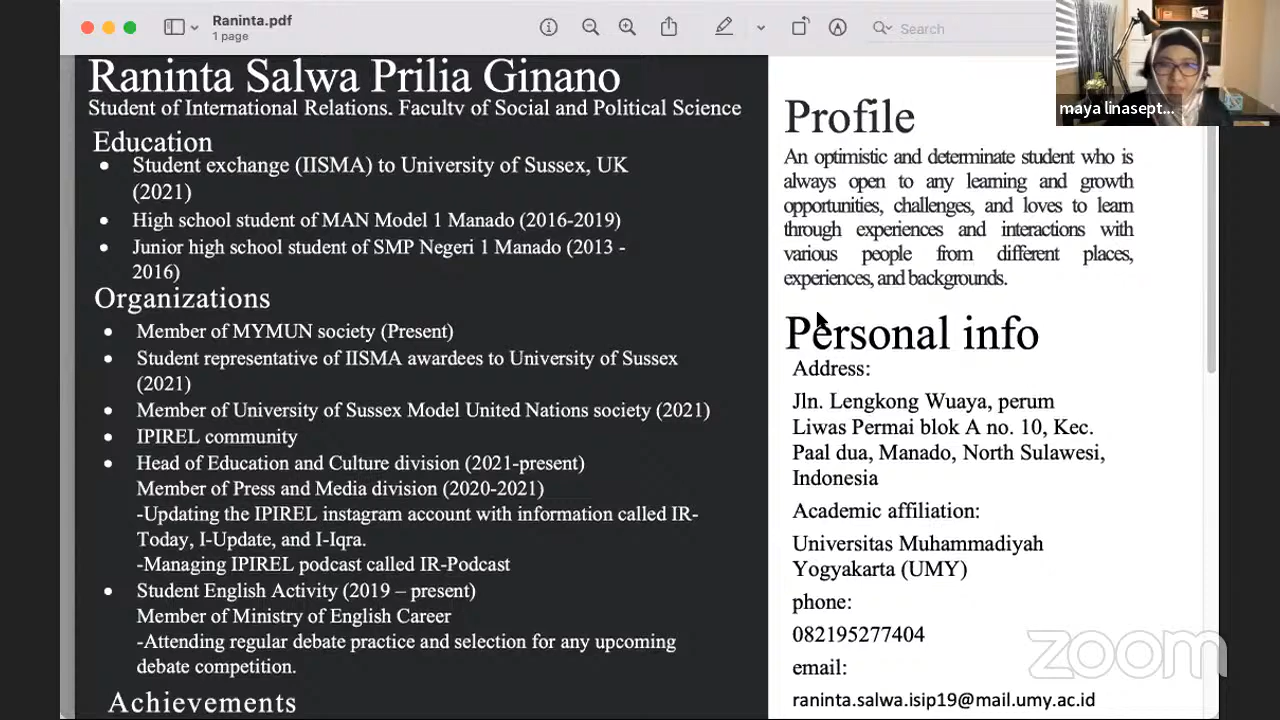 Raninta.pdf
1 page
Search
maya linasept...
Raninta Salwa Prilia Ginano
Student of International Relations. Faculty of Social and Political Science
Education
• Student exchange (IISMA) to University of Sussex, UK
(2021)
• High school student of MAN Model 1 Manado (2016-2019)
• Junior high school student of SMP Negeri 1 Manado (2013 -
2016)
Organizations
• Member of MYMUN society (Present)
• Student representative of IISMA awardees to University of Sussex
(2021)
• Member of University of Sussex Model United Nations society (2021)
• IPIREL community
• Head of Education and Culture division (2021-present)
Member of Press and Media division (2020-2021)
-Updating the IPIREL instagram account with information called IR-
Today, I-Update, and I-Iqra.
-Managing IPIREL podcast called IR-Podcast
• Student English Activity (2019 – present)
Member of Ministry of English Career
-Attending regular debate practice and selection for any upcoming
debate competition.
Achievements
Profile
An optimistic and determinate student who is
always open to any learning and growth
opportunities, challenges, and loves to learn
through experiences and interactions with
various people from different places,
experiences, and backgrounds.
Personal info
Address:
Jln. Lengkong Wuaya, perum
Liwas Permai blok A no. 10, Kec.
Paal dua, Manado, North Sulawesi,
Indonesia
Academic affiliation:
Universitas Muhammadiyah
Yogyakarta (UMY)
phone:
082195277404
email:
raninta.salwa.isip19@mail.umy.ac.id
zoom